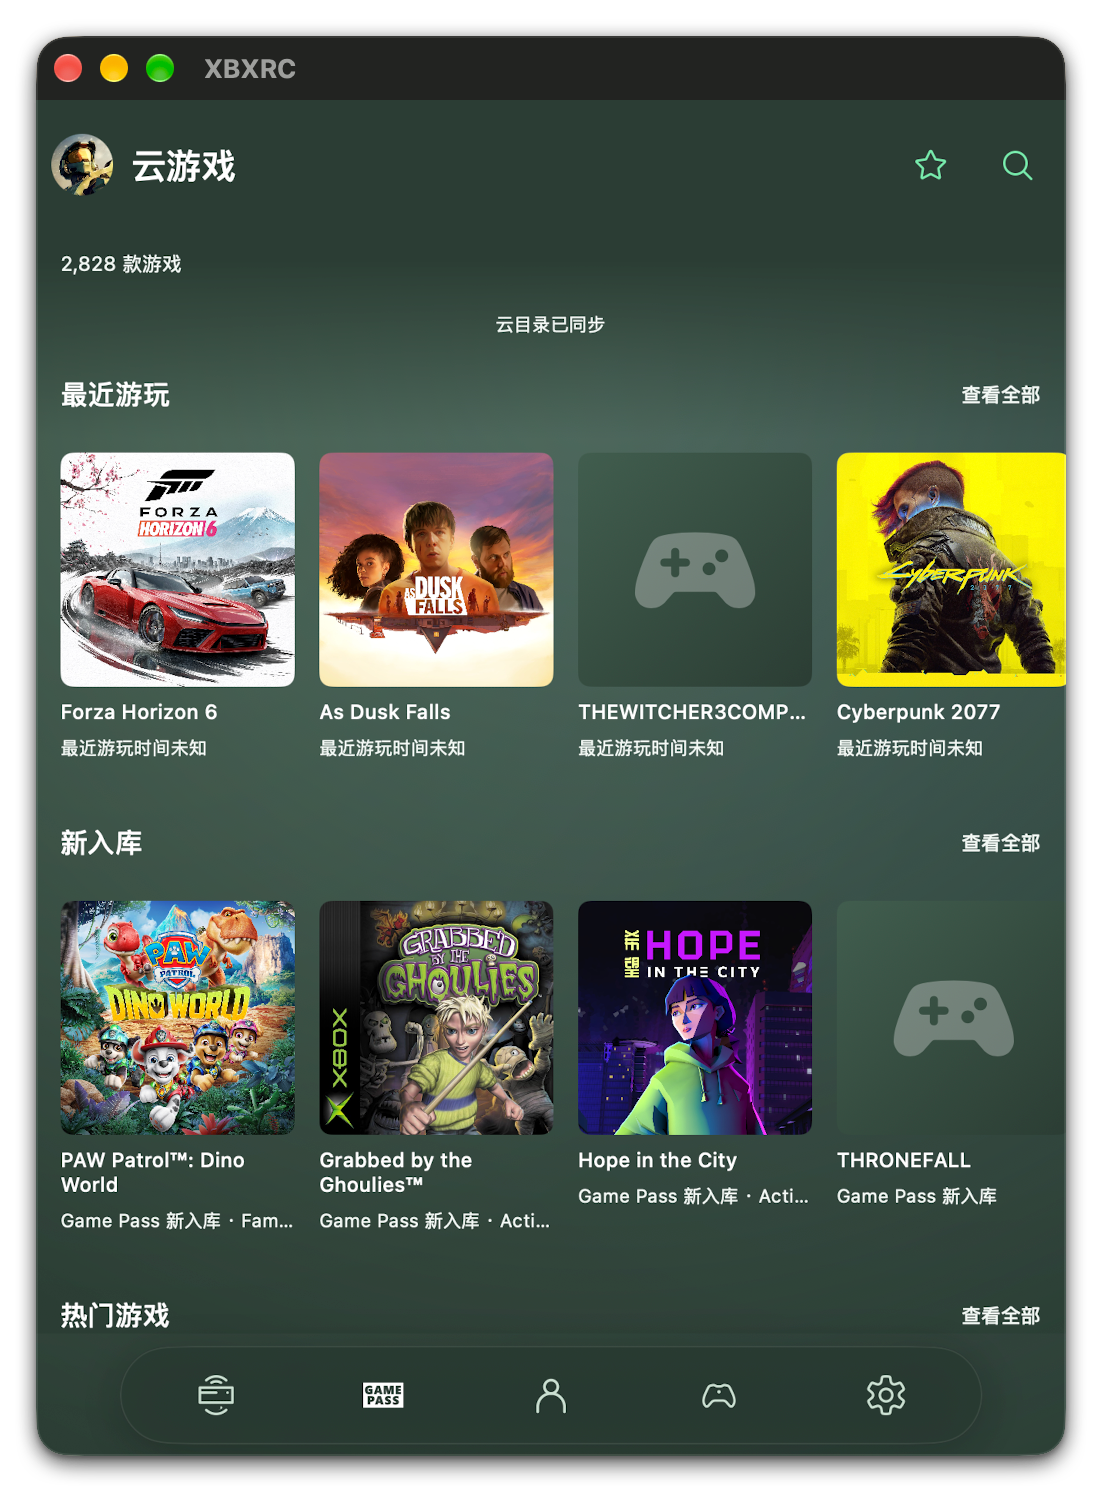 XBXRC
云游戏
2,828 款游戏
云目录已同步
最近游玩
查看全部
FORZA
HORIZON 6
AS DUSK
FALLS
Cyberpunk
2077
Forza Horizon 6
As Dusk Falls
THEWITCHER3COMP...
Cyberpunk 2077
最近游玩时间未知
最近游玩时间未知
最近游玩时间未知
最近游玩时间未知
新入库
查看全部
PAW
PATROL
DINO WORLD
GRABBED
BY THE
GHOULIES
XBOX
希望
HOPE
IN THE CITY
PAW Patrol™: Dino
World
Grabbed by the
Ghoulies™
Hope in the City
THRONEFALL
Game Pass 新入库 · Fam...
Game Pass 新入库 · Acti...
Game Pass 新入库 · Acti...
Game Pass 新入库
热门游戏
查看全部
GAME
PASS